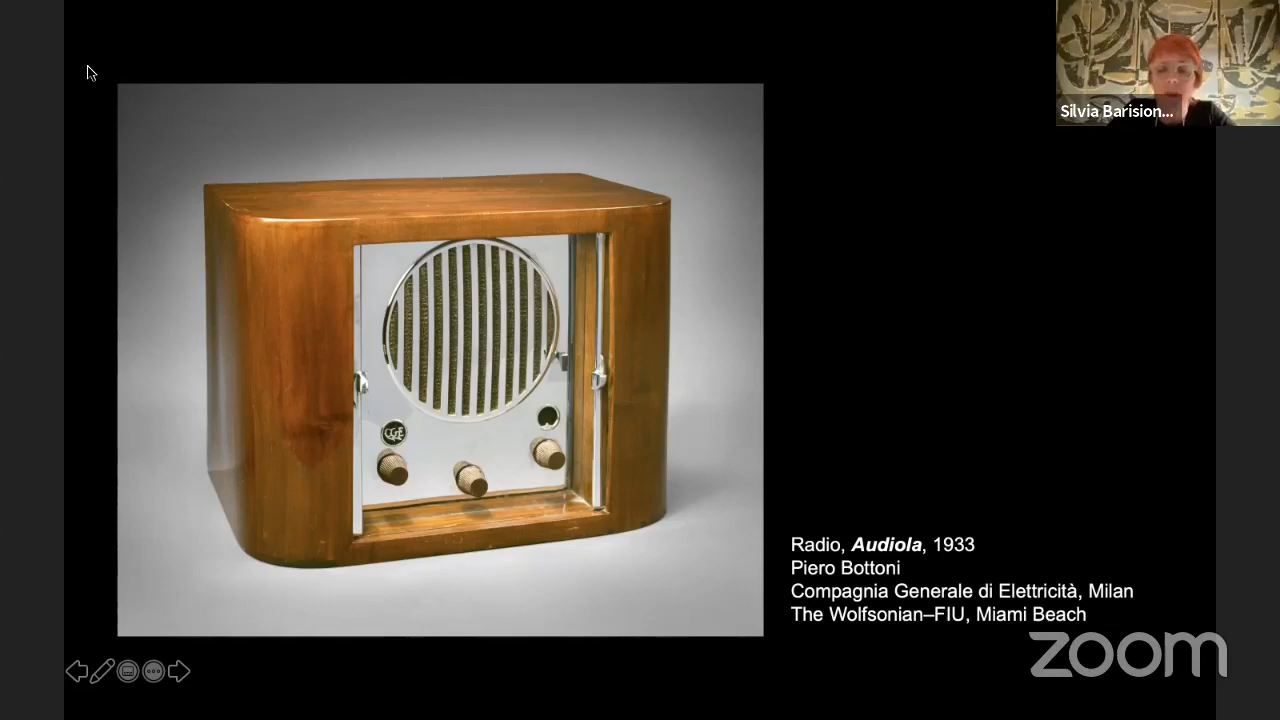 Silvia Barision...
CGE
Radio, Audiola, 1933
Piero Bottoni
Compagnia Generale di Elettricità, Milan
The Wolfsonian–FIU, Miami Beach
zoom